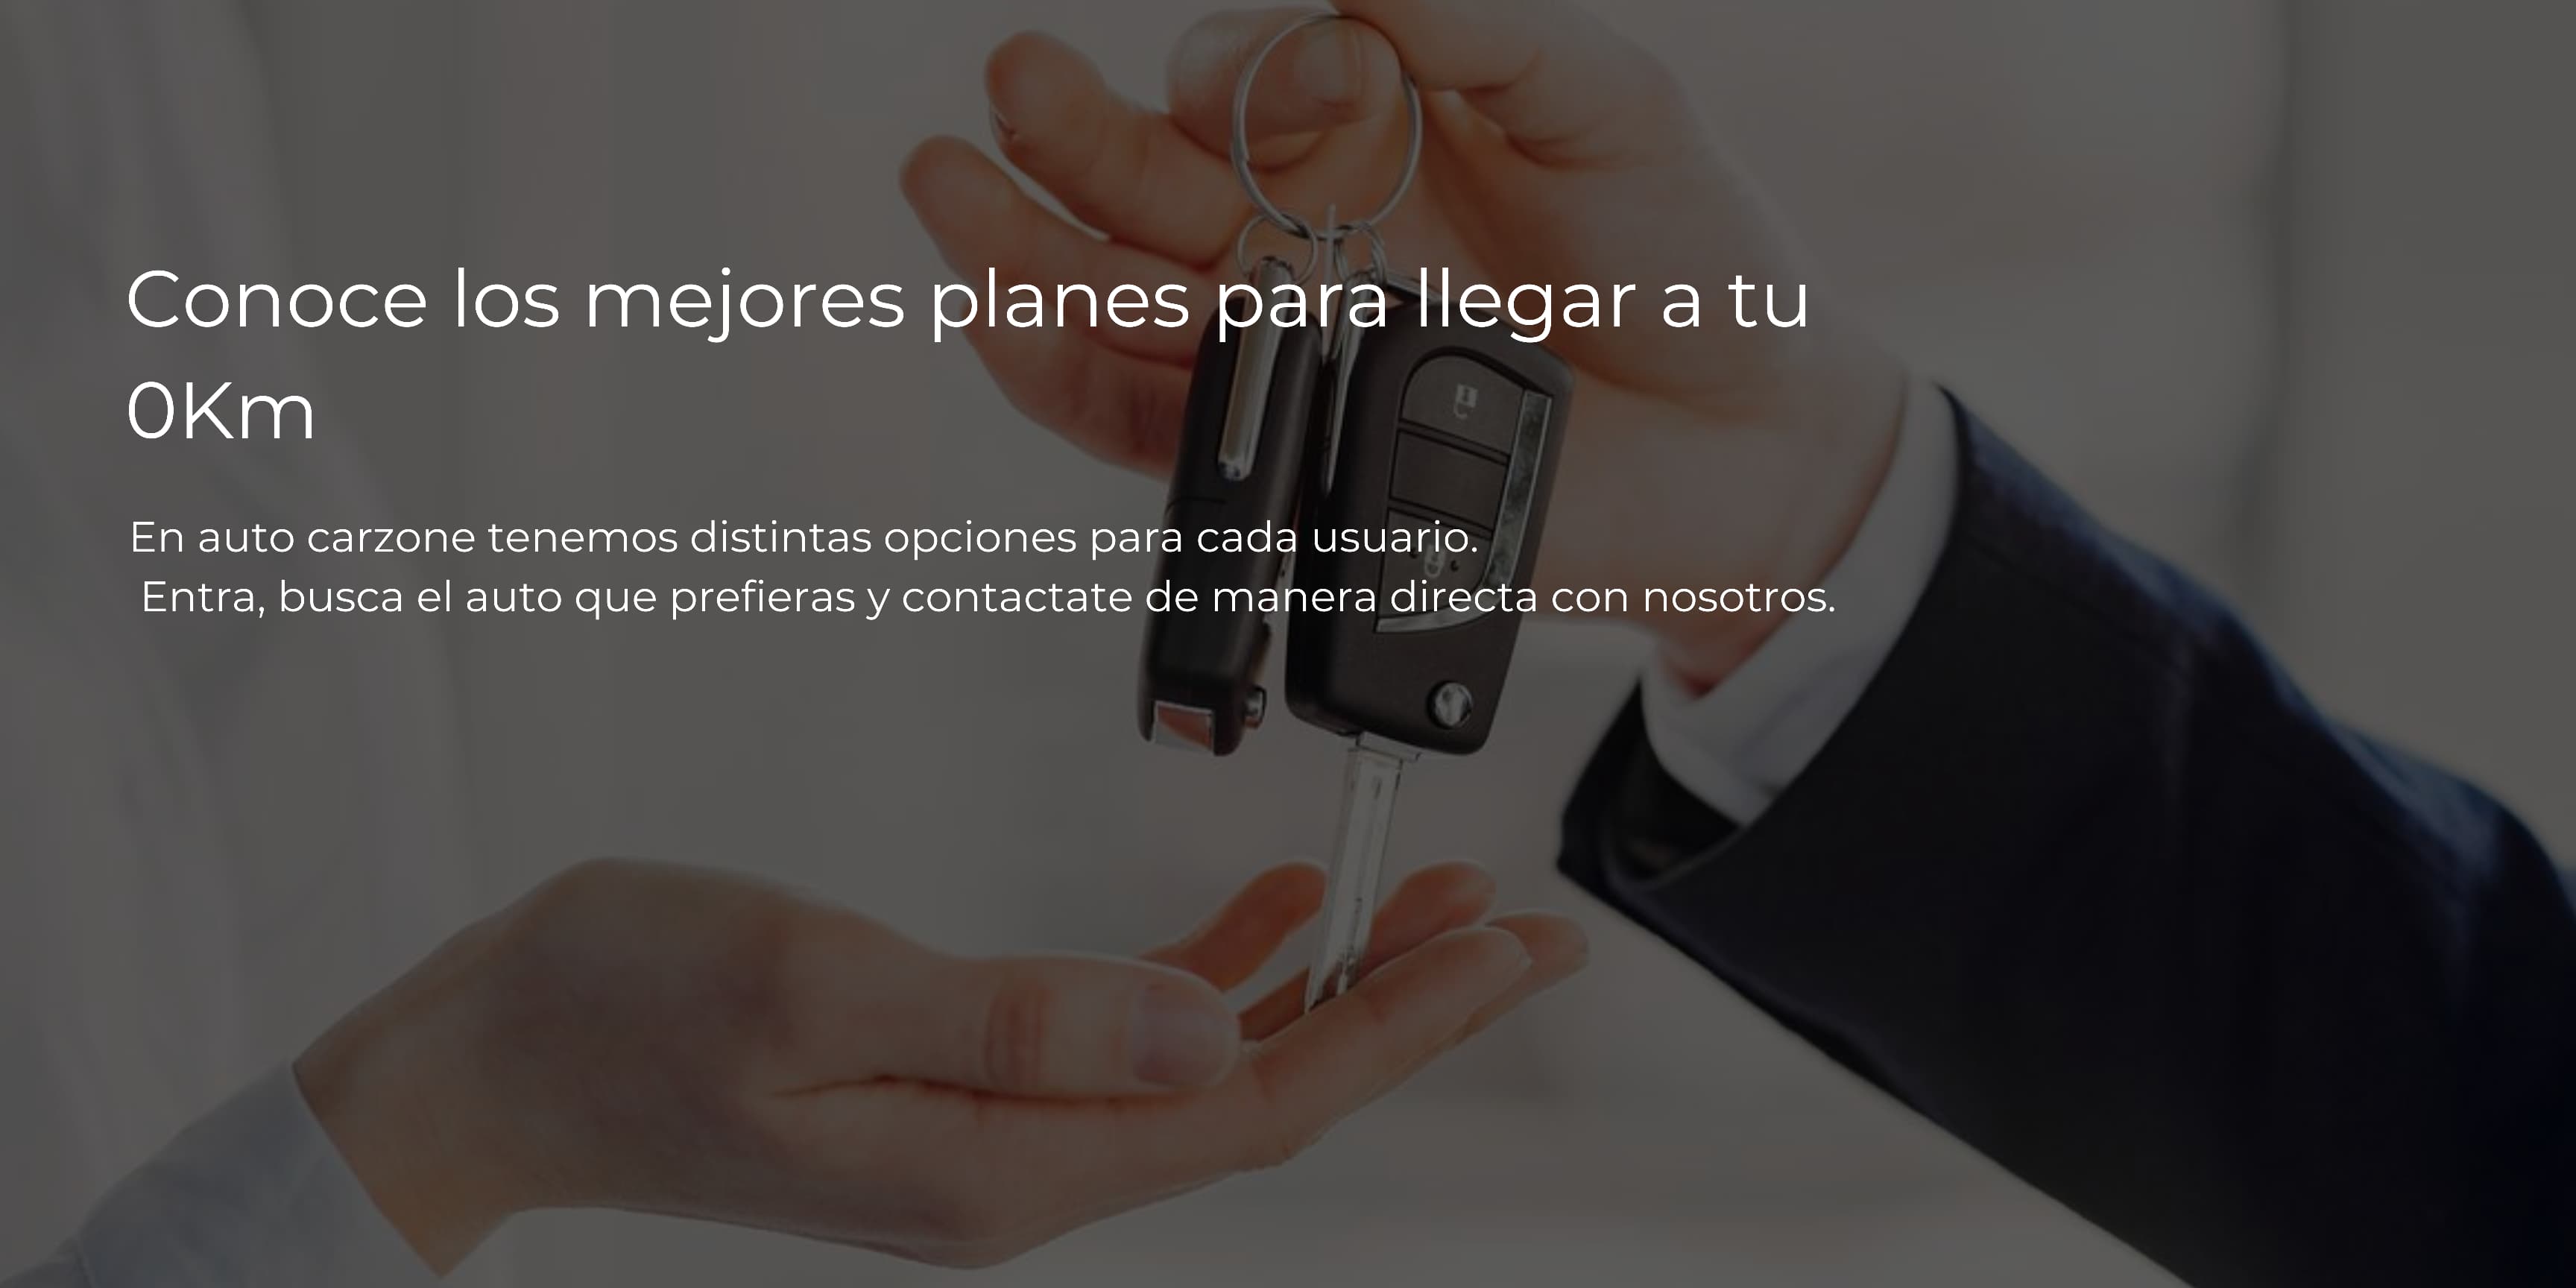 Conoce los mejores planes para llegar a tu
0Km
En auto carzone tenemos distintas opciones para cada usuario.
Entra, busca el auto que prefieras y contactate de manera directa con nosotros.